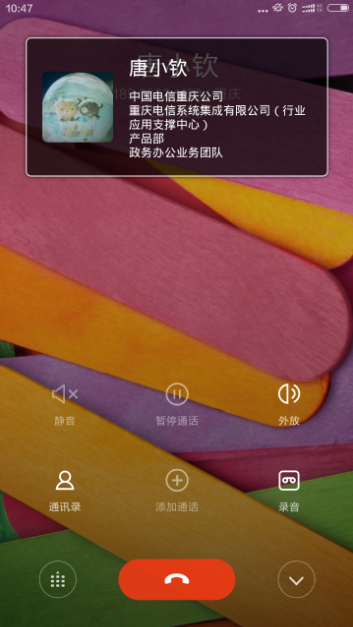 10:47
唐小钦
中国电信重庆公司
重庆电信系统集成有限公司（行业
应用支撑中心）
产品部
政务办公业务团队
静音
暂停通话
外放
通讯录
添加通话
录音